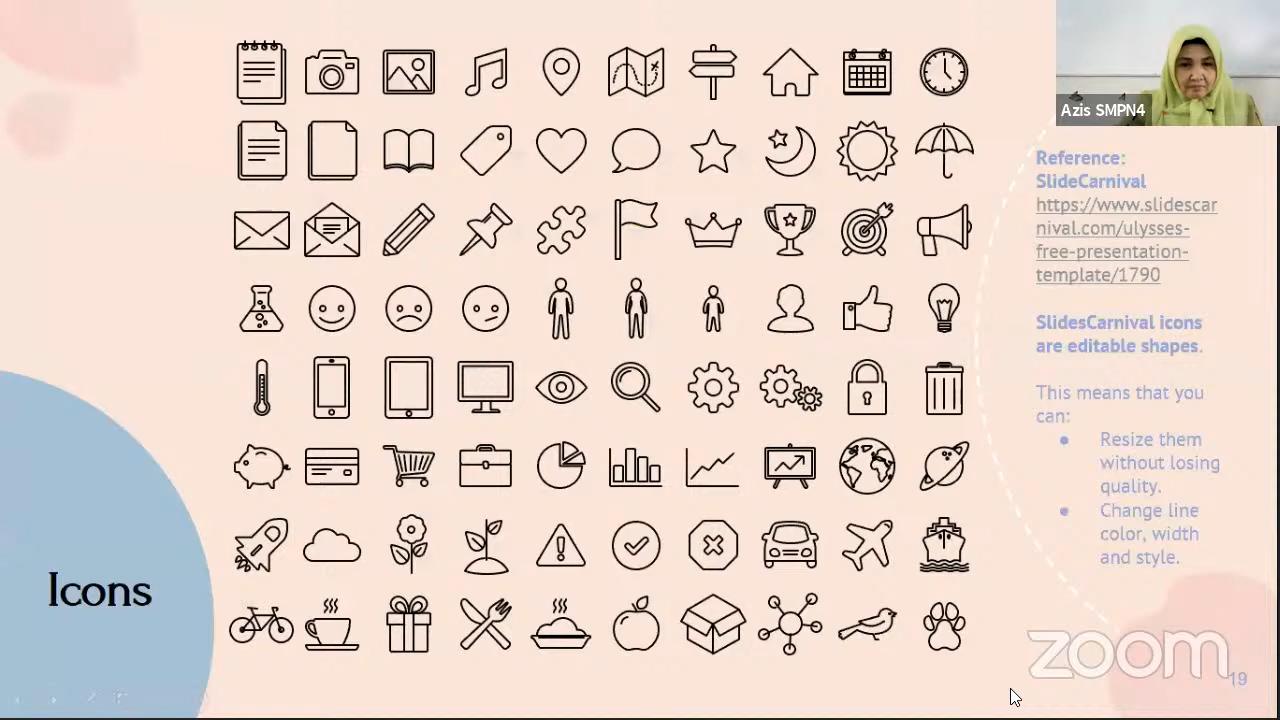 Azis SMPN4
Reference:
SlideCarnival
https://www.slidescar
nival.com/ulysses-
free-presentation-
template/1790
SlidesCarnival icons
are editable shapes.
This means that you
can:
● Resize them
without losing
quality.
● Change line
color, width
and style.
Icons
zoom
19